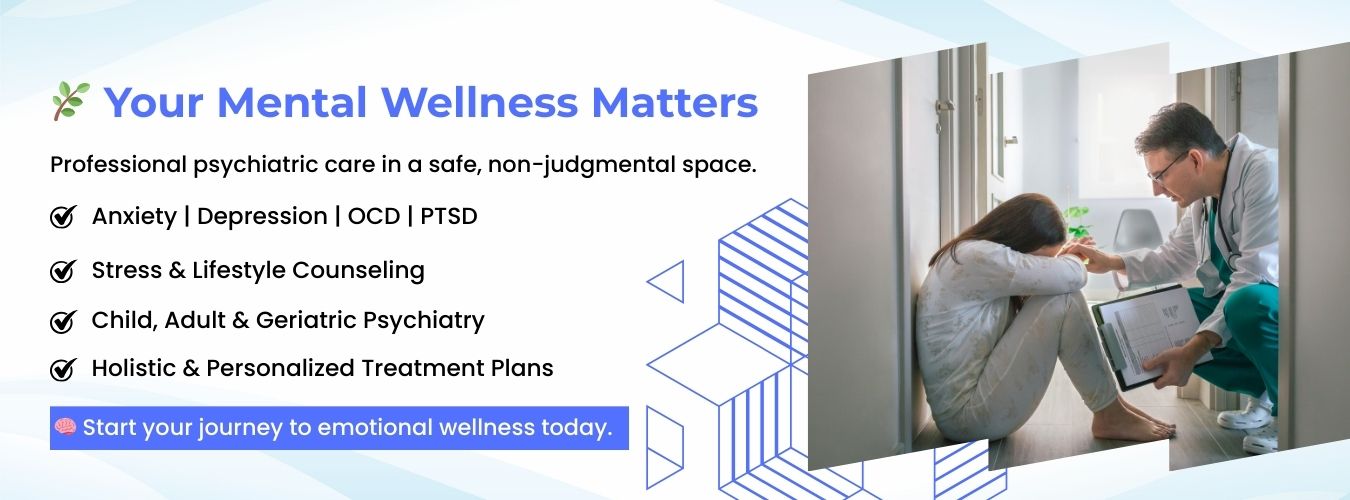 Your Mental Wellness Matters
Professional psychiatric care in a safe, non-judgmental space.
Anxiety | Depression | OCD | PTSD
Stress & Lifestyle Counseling
Child, Adult & Geriatric Psychiatry
Holistic & Personalized Treatment Plans
Start your journey to emotional wellness today.